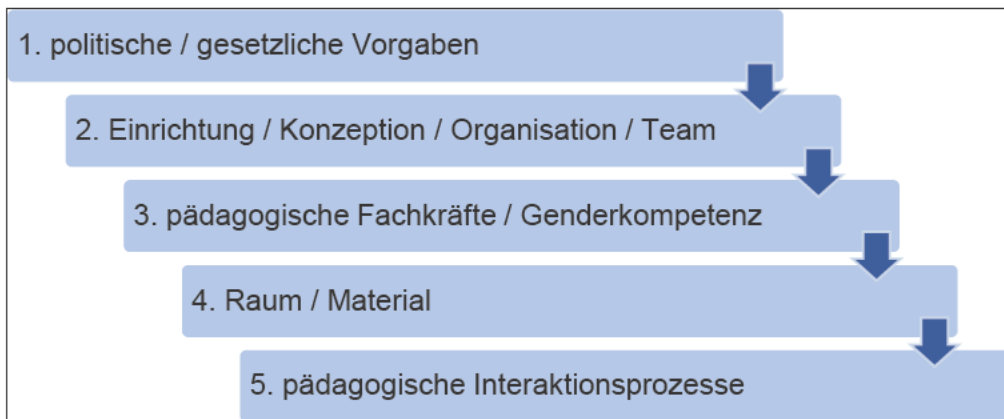 1. politische / gesetzliche Vorgaben
2. Einrichtung / Konzeption / Organisation / Team
3. pädagogische Fachkräfte / Genderkompetenz
4. Raum / Material
5. pädagogische Interaktionsprozesse